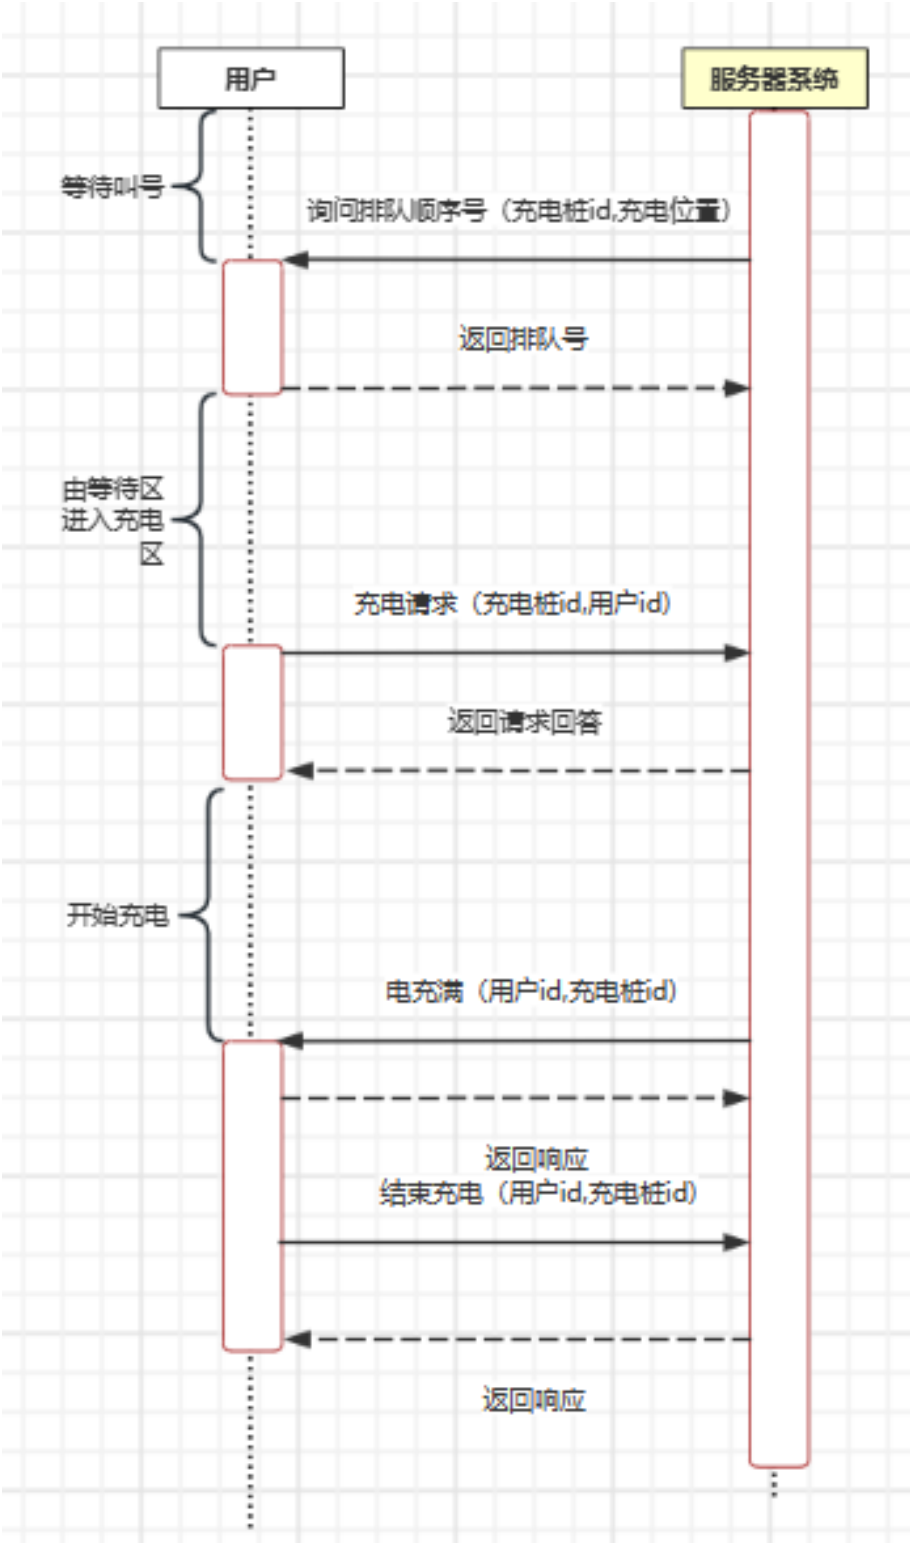 用户
服务器系统
等待叫号
询问排队顺序号（充电桩id,充电位置）
返回排队号
由等待区
进入充电
区
充电请求（充电桩id,用户id）
返回请求回答
开始充电
电充满（用户id,充电桩id）
返回响应
结束充电（用户id,充电桩id）
返回响应